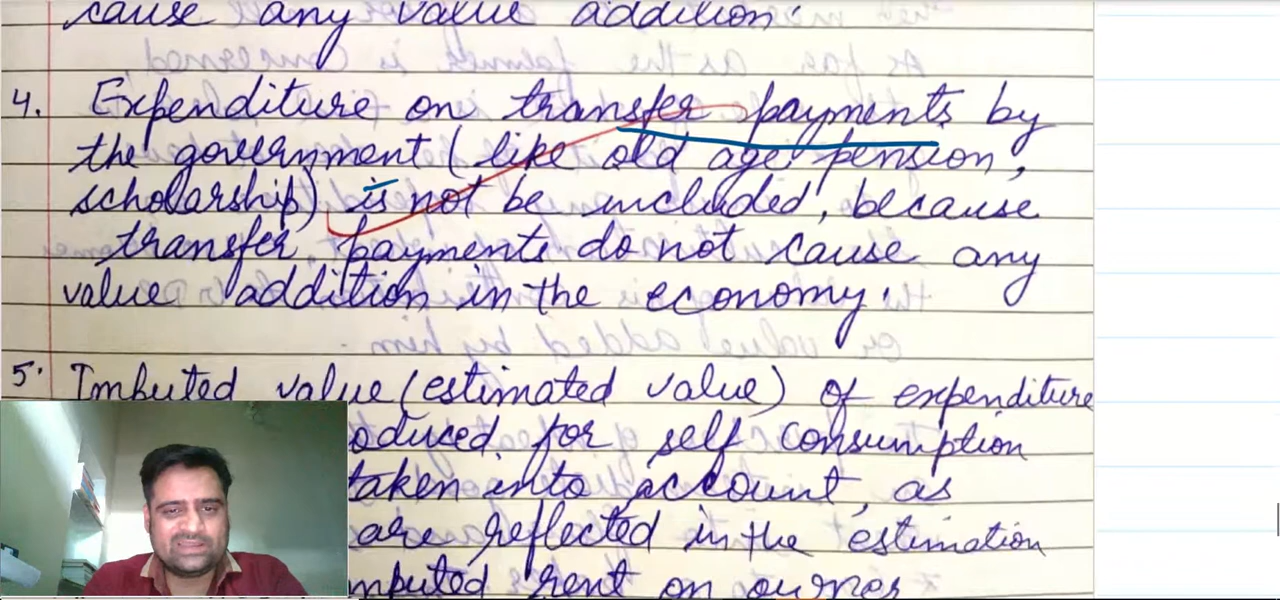 cause any value addition.
4. Expenditure on transfer payments by
the government (like old age pension,
scholarship) is not be included, because
transfer payments do not cause any
value addition in the economy.
5. Imputed value (estimated value) of expenditure
oduced for self consumption
taken into account, as
are reflected in the estimation
mputed rent on